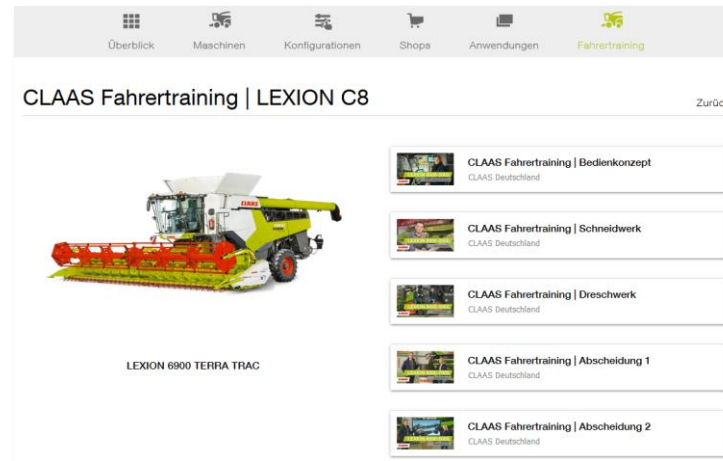 Überblick
Maschinen
Konfigurationen
Shops
Anwendungen
Fahrertraining
CLAAS Fahrertraining | LEXION C8
Zurüc
CLAAS Fahrertraining | Bedienkonzept
CLAAS Deutschland
CLAAS Fahrertraining | Schneidwerk
CLAAS Deutschland
CLAAS Fahrertraining | Dreschwerk
CLAAS Deutschland
CLAAS
LEXION 6900 TERRA TRAC
CLAAS Fahrertraining | Abscheidung 1
CLAAS Deutschland
CLAAS Fahrertraining | Abscheidung 2
CLAAS Deutschland